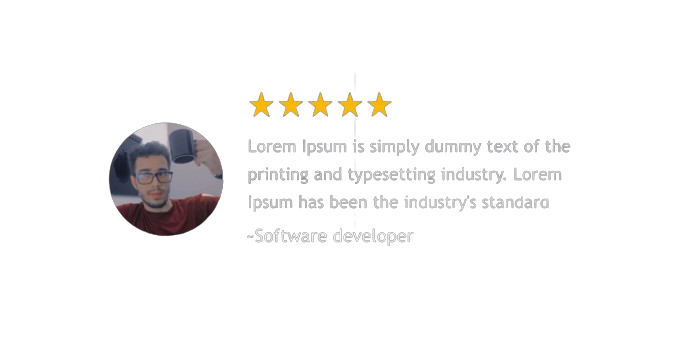 Lorem Ipsum is simply dummy text of the
printing and typesetting industry. Lorem
Ipsum has been the industry's standard
~Software developer